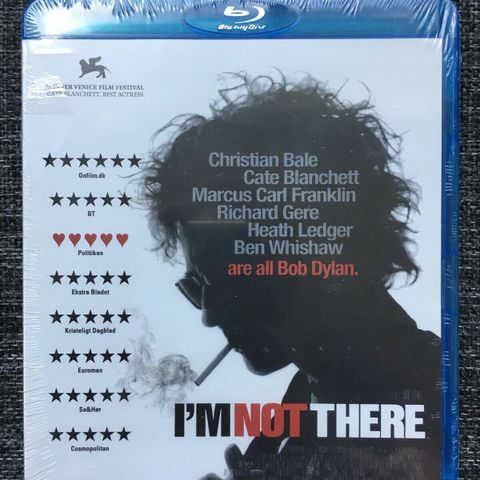 Blu-ray Disc
VENICE FILM FESTIVAL
CATE BLANCHETT, BEST ACTRESS
Onfilm.dk
BT
Politiken
Ekstra Bladet
Kristeligt Dagblad
Euroman
Se&Hør
Cosmopolitan
Christian Bale
Cate Blanchett
Marcus Carl Franklin
Richard Gere
Heath Ledger
Ben Whishaw
are all Bob Dylan.
I'M NOT THERE